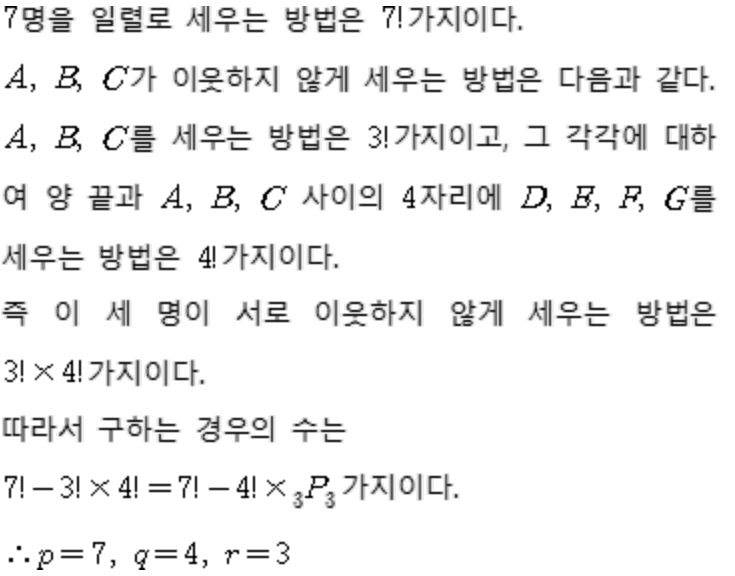 7명을 일렬로 세우는 방법은 7!가지이다.
A, B, C가 이웃하지 않게 세우는 방법은 다음과 같다.
A, B, C를 세우는 방법은 3!가지이고, 그 각각에 대하
여 양 끝과 A, B, C 사이의 4자리에 D, E, F, G를
세우는 방법은 4!가지이다.
즉 이 세 명이 서로 이웃하지 않게 세우는 방법은
3!×4!가지이다.
따라서 구하는 경우의 수는
7!-3!×4!=7!-4!×₃P₃가지이다.
∴p=7, q=4, r=3